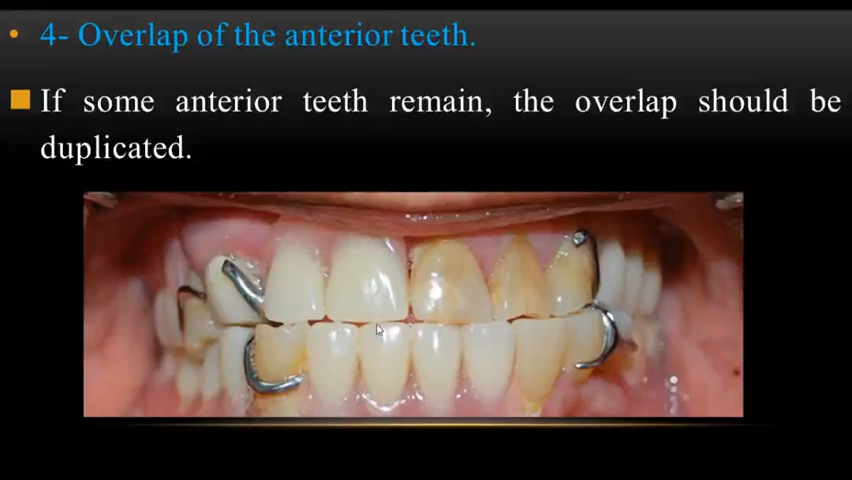 • 4- Overlap of the anterior teeth.
■ If some anterior teeth remain, the overlap should be
duplicated.